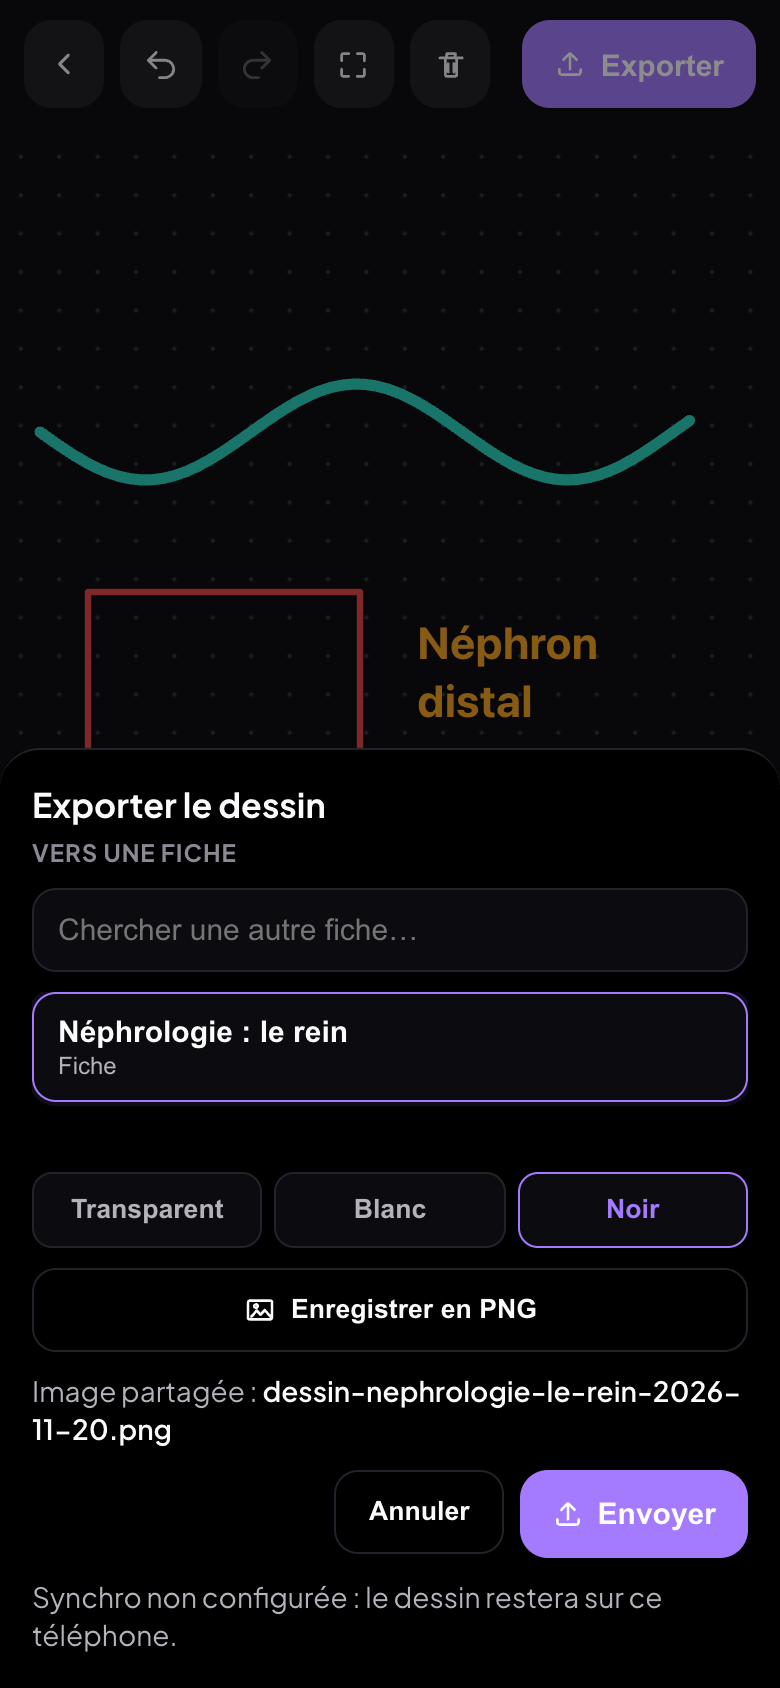 Exporter
Néphron
distal
Exporter le dessin
VERS UNE FICHE
Chercher une autre fiche...
Néphrologie : le rein
Fiche
Transparent
Blanc
Noir
Enregistrer en PNG
Image partagée : dessin-nephrologie-le-rein-2026-
11-20.png
Annuler
Envoyer
Synchro non configurée : le dessin restera sur ce
téléphone.